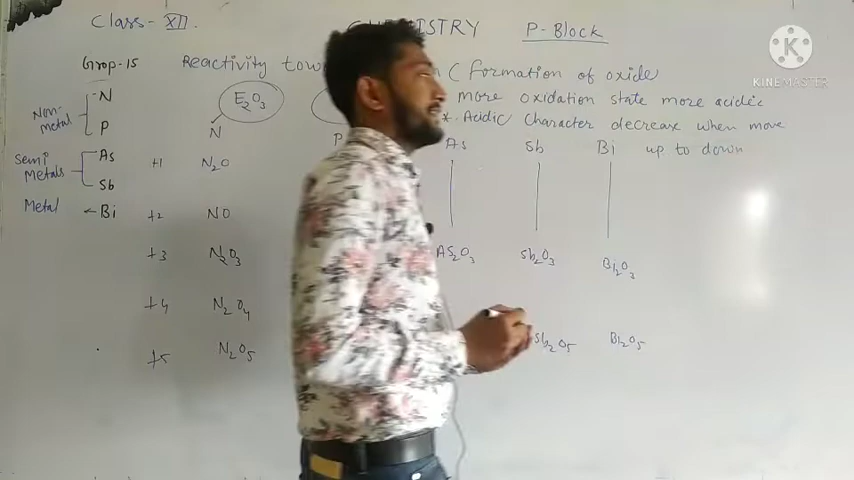 Class- XII. CHEMISTRY P-Block
Grop-15 Reactivity (Formation of oxide
E₂O₃ More oxidation state more acidic
*. Acidic Character decrease when move
up to down
Non-metal N P
Semi Metals As Sb
Metal Bi
N As Sb Bi
+1 N₂O
+2 NO
+3 N₂O₃ As₂O₃ Sb₂O₃ Bi₂O₃
+4 N₂O₄
+5 N₂O₅ Sb₂O₅ Bi₂O₅
K
KINEMASTER